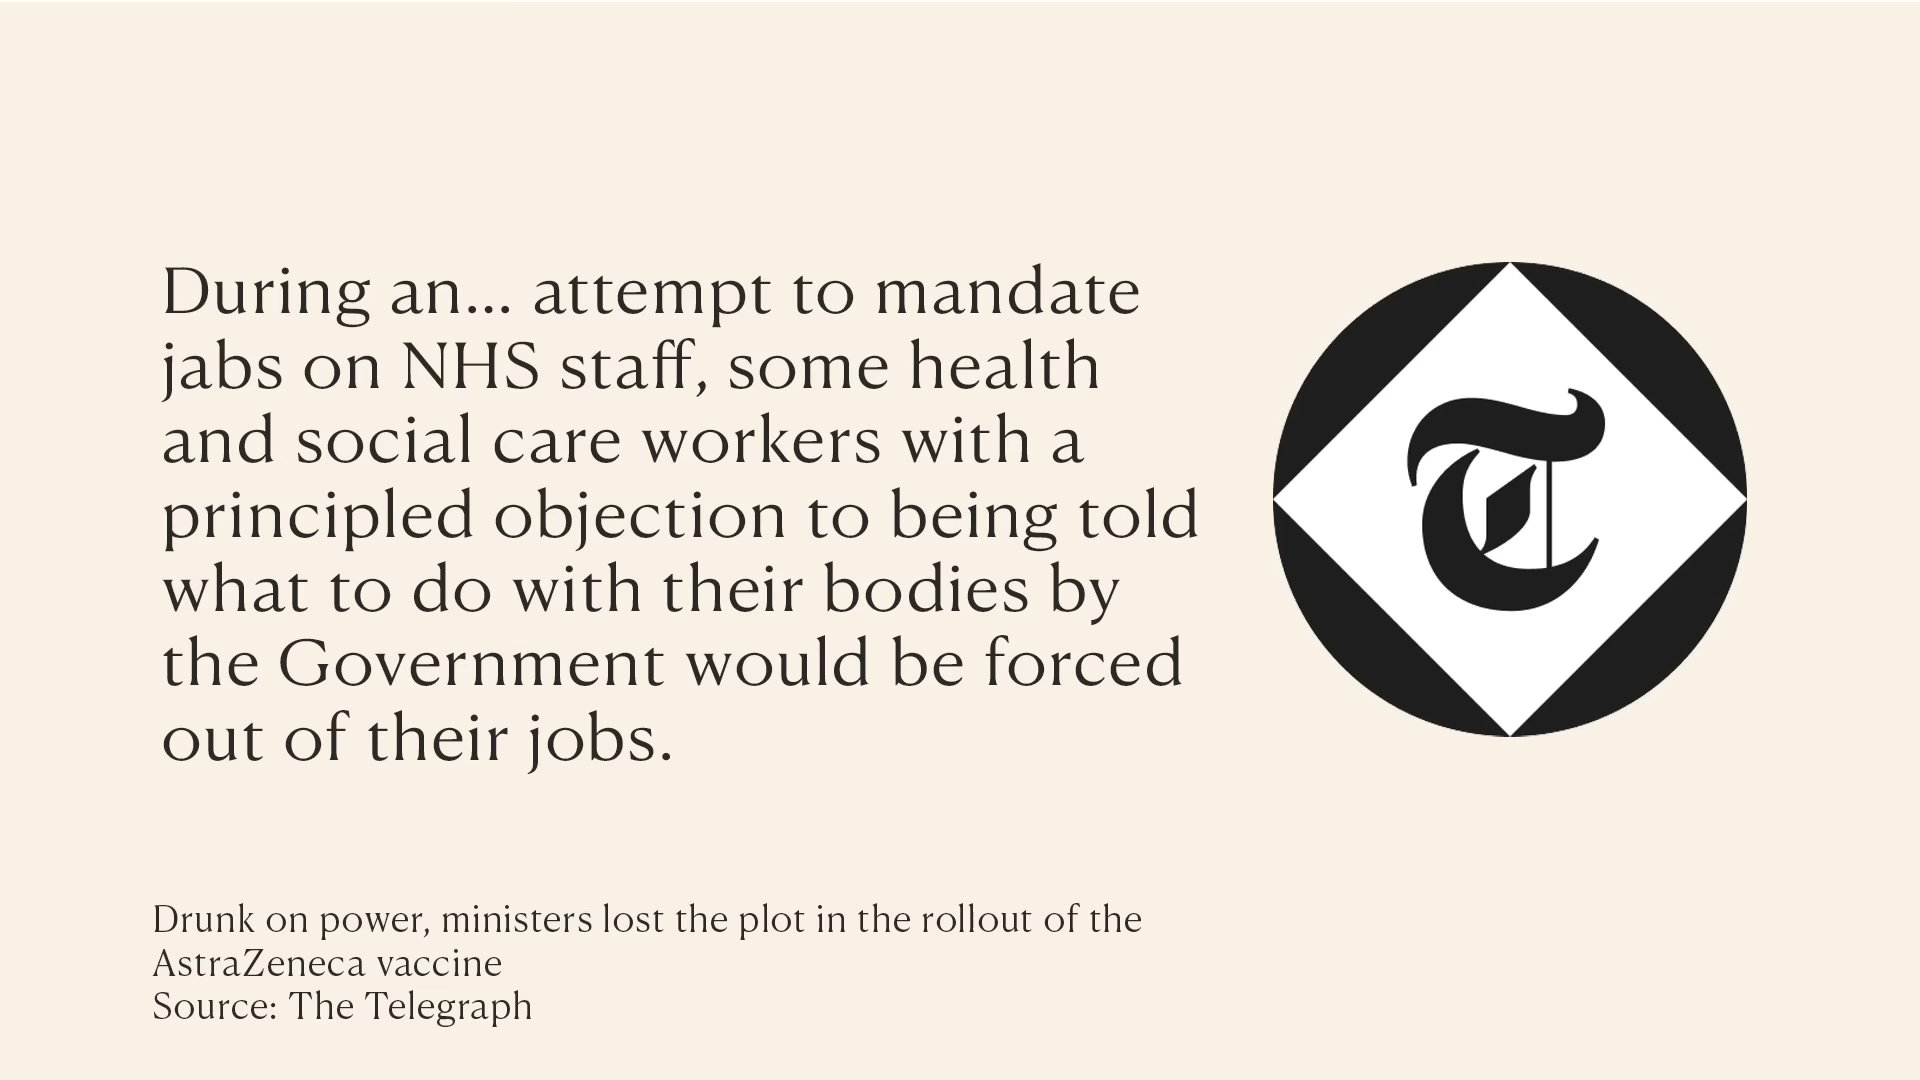 During an... attempt to mandate
jabs on NHS staff, some health
and social care workers with a
principled objection to being told
what to do with their bodies by
the Government would be forced
out of their jobs.
T
Drunk on power, ministers lost the plot in the rollout of the
AstraZeneca vaccine
Source: The Telegraph